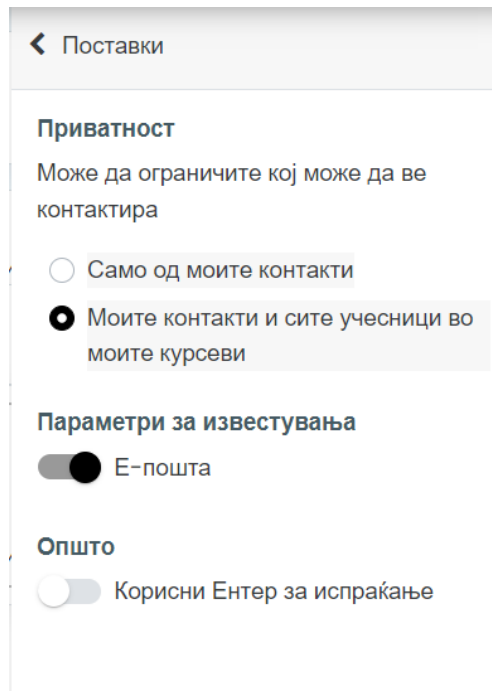 Поставки
Приватност
Може да ограничите кој може да ве
контактира
Само од моите контакти
Моите контакти и сите учесници во
моите курсеви
Параметри за известувања
Е-пошта
Општо
Корисни Ентер за испраќање